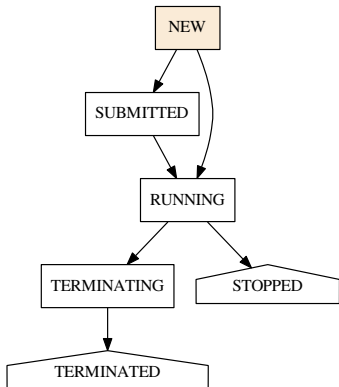 NEW
SUBMITTED
RUNNING
TERMINATING
STOPPED
TERMINATED